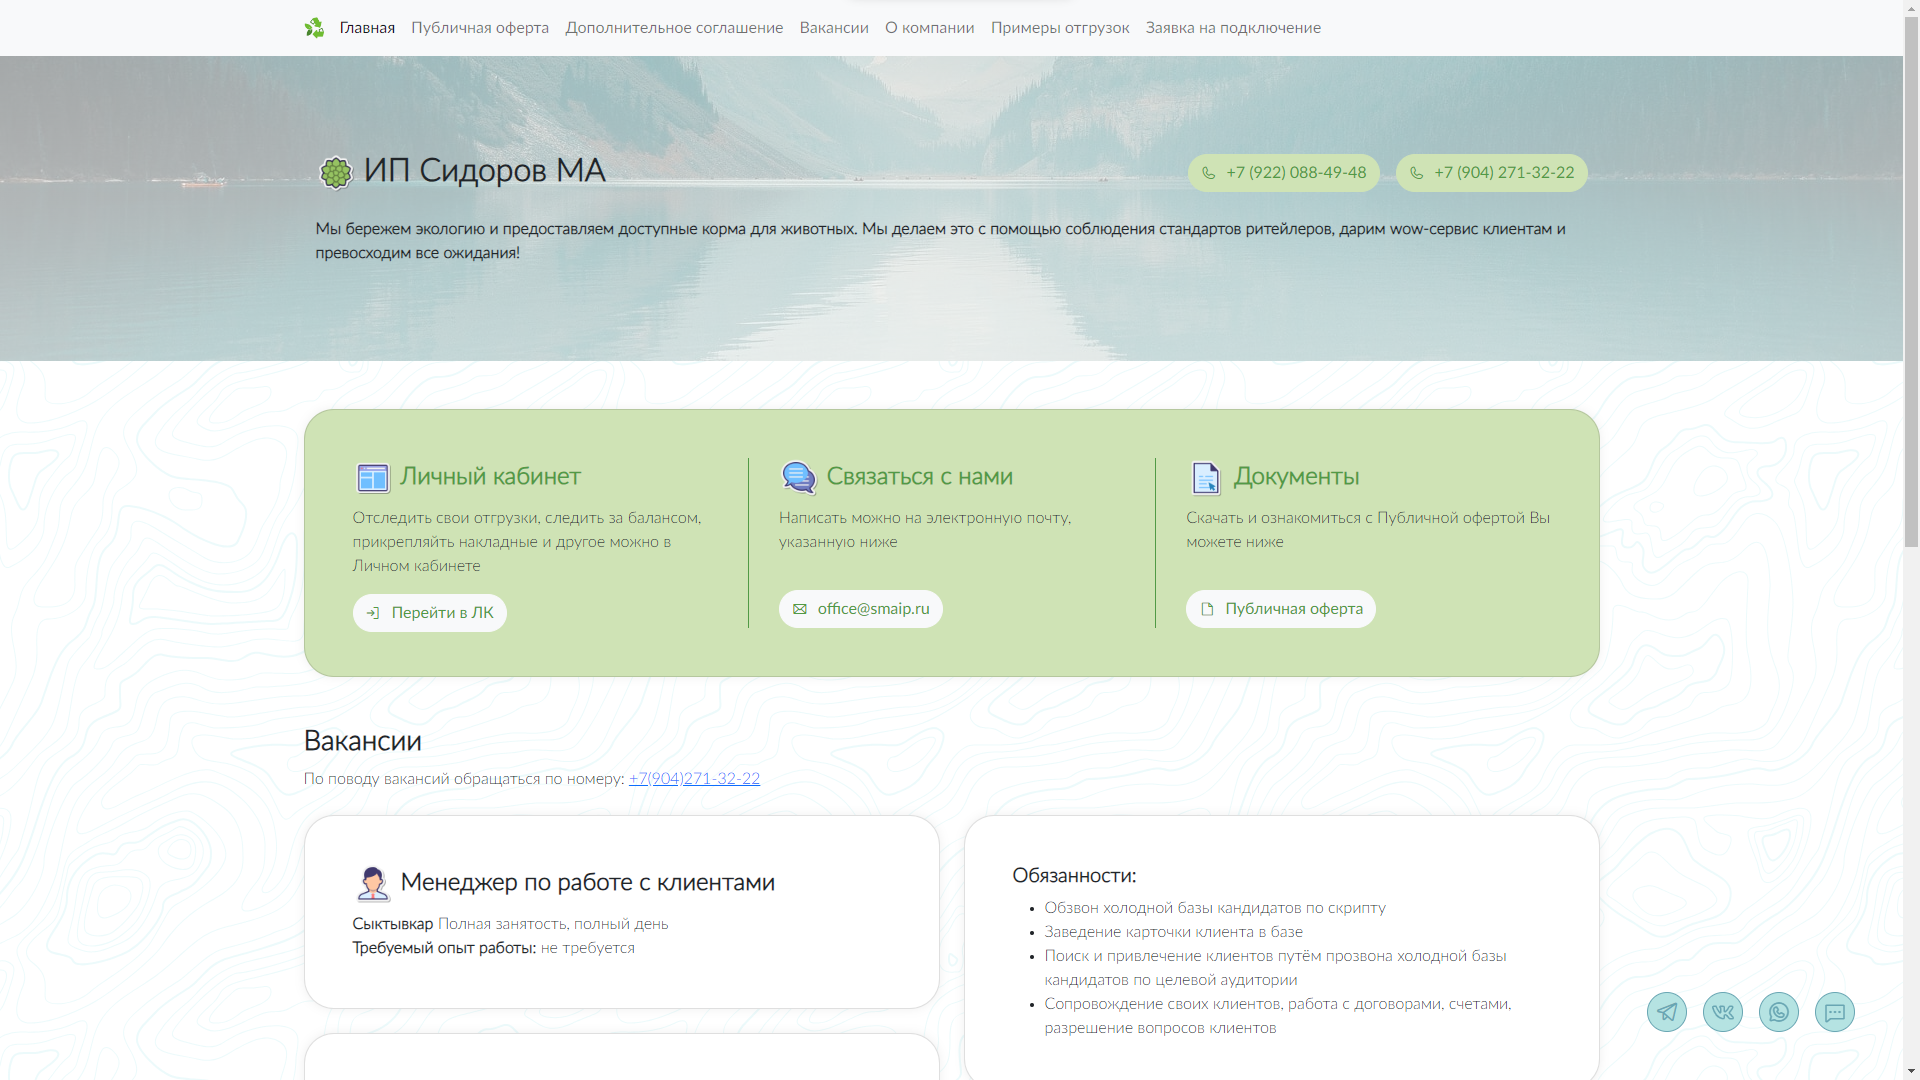 Главная Публичная оферта Дополнительное соглашение Вакансии О компании Примеры отгрузок Заявка на подключение
ИП Сидоров МА
+7 (922) 088-49-48
+7 (904) 271-32-22
Мы бережем экологию и предоставляем доступные корма для животных. Мы делаем это с помощью соблюдения стандартов ритейлеров, дарим wow-сервис клиентам и
превосходим все ожидания!
Личный кабинет
Отследить свои отгрузки, следить за балансом,
прикрепляйть накладные и другое можно в
Личном кабинете
Перейти в ЛК
Связаться с нами
Написать можно на электронную почту,
указанную ниже
office@smaip.ru
Документы
Скачать и ознакомиться с Публичной офертой Вы
можете ниже
Публичная оферта
Вакансии
По поводу вакансий обращаться по номеру: +7(904)271-32-22
Менеджер по работе с клиентами
Сыктывкар Полная занятость, полный день
Требуемый опыт работы: не требуется
Обязанности:
• Обзвон холодной базы кандидатов по скрипту
• Заведение карточки клиента в базе
• Поиск и привлечение клиентов путём прозвона холодной базы
кандидатов по целевой аудитории
• Сопровождение своих клиентов, работа с договорами, счетами,
разрешение вопросов клиентов